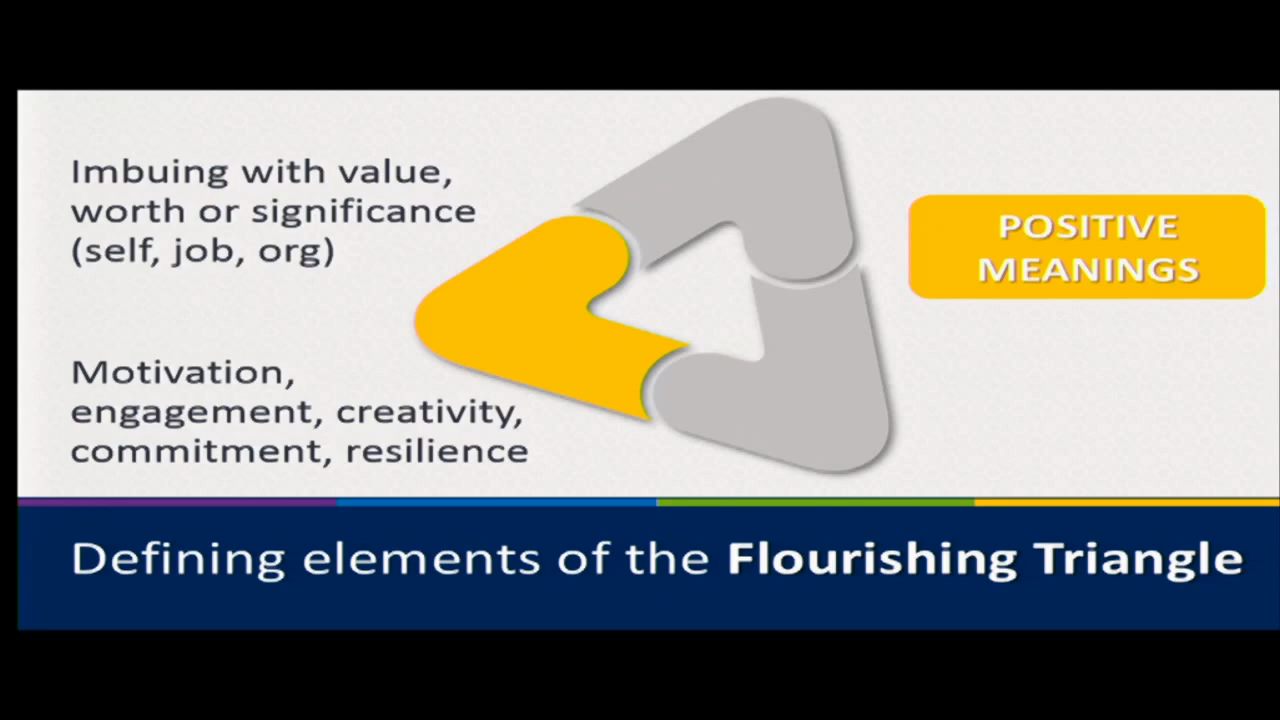 Imbuing with value,
worth or significance
(self, job, org)
POSITIVE
MEANINGS
Motivation,
engagement, creativity,
commitment, resilience
Defining elements of the Flourishing Triangle